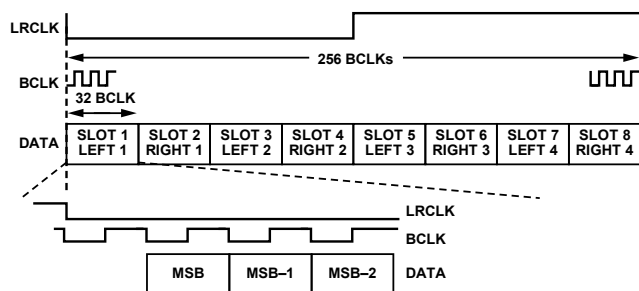 LRCLK
256 BCLKs
BCLK
32 BCLK
DATA
SLOT 1 SLOT 2 SLOT 3 SLOT 4 SLOT 5 SLOT 6 SLOT 7 SLOT 8
LEFT 1 RIGHT 1 LEFT 2 RIGHT 2 LEFT 3 RIGHT 3 LEFT 4 RIGHT 4
LRCLK
BCLK
MSB MSB–1 MSB–2 DATA